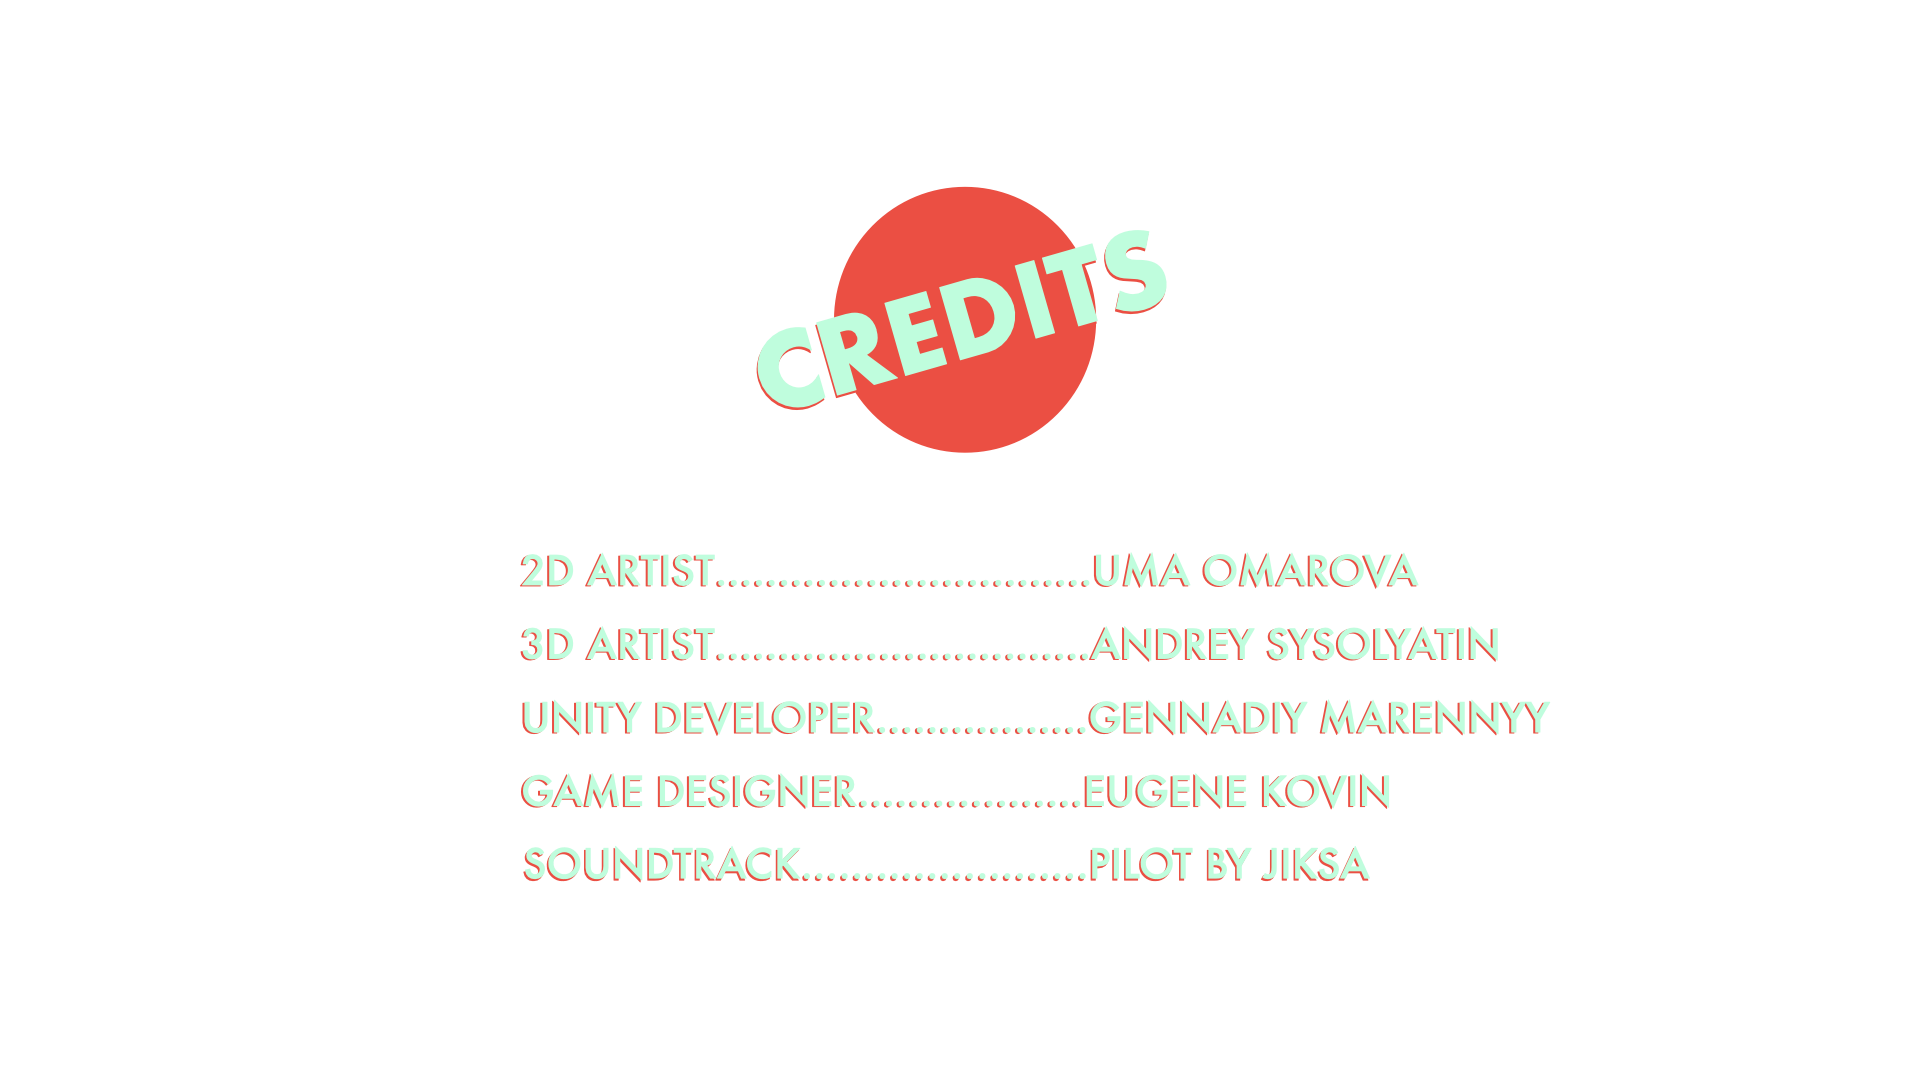 CREDITS
2D ARTIST..............................UMA OMAROVA
3D ARTIST..............................ANDREY SYSOLYATIN
UNITY DEVELOPER.................GENNADIY MARENNYY
GAME DESIGNER..................EUGENE KOVIN
SOUNDTRACK.......................PILOT BY JIKSA